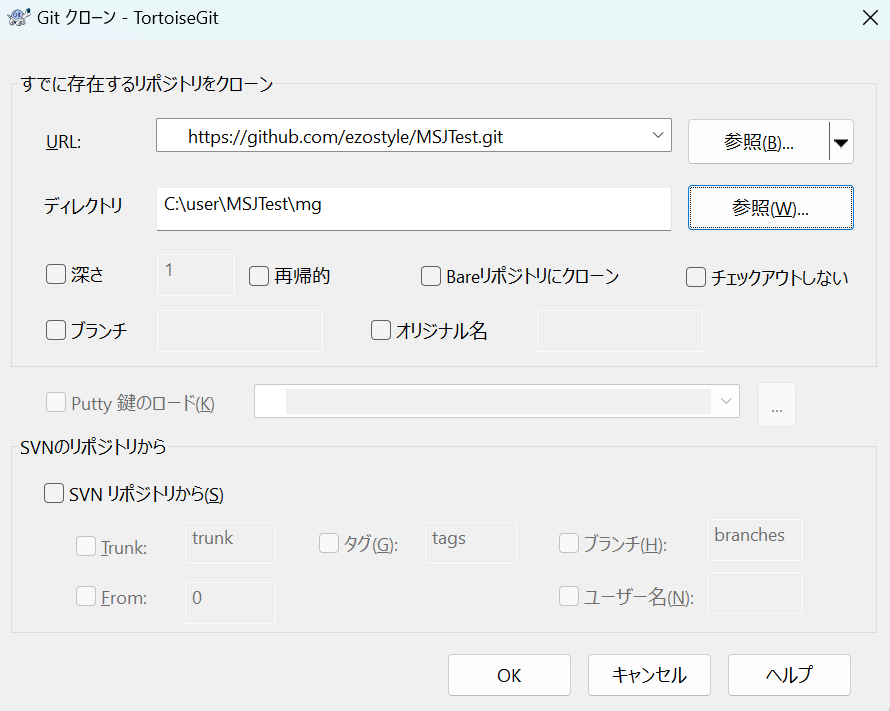 Git クローン - TortoiseGit
すでに存在するリポジトリをクローン
URL: https://github.com/ezostyle/MSJTest.git 参照(B)...
ディレクトリ C:\user\MSJTest\mg 参照(W)...
深さ 1 再帰的 Bareリポジトリにクローン チェックアウトしない
ブランチ オリジナル名
Putty 鍵のロード(K) ...
SVNのリポジトリから
SVN リポジトリから(S)
Trunk: trunk タグ(G): tags ブランチ(H): branches
From: 0 ユーザー名(N):
OK キャンセル ヘルプ